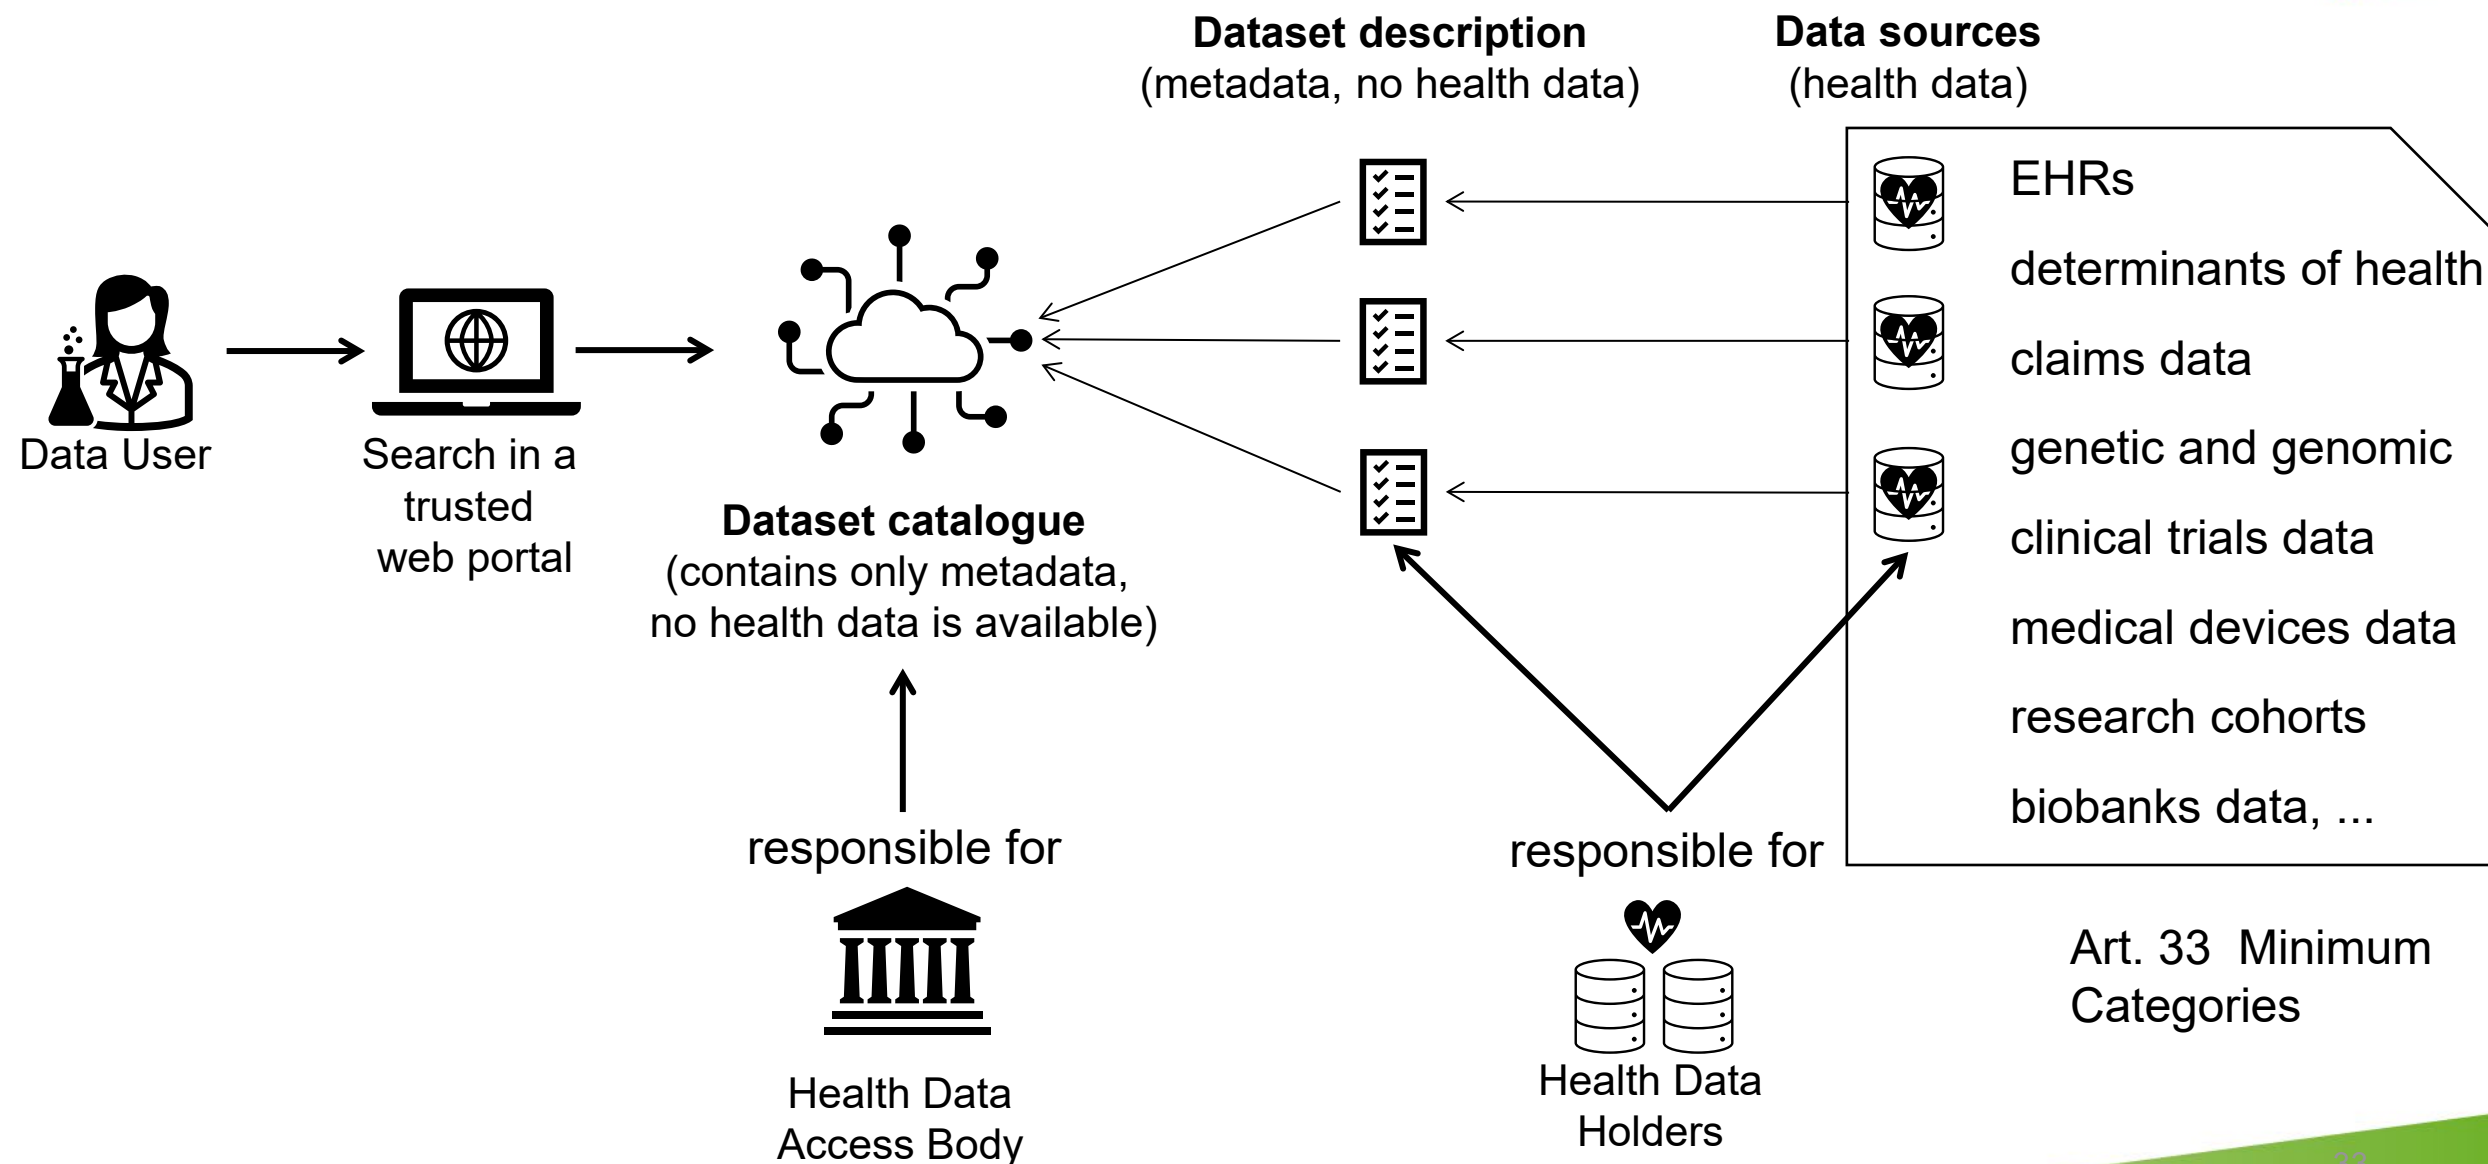 Dataset description
(metadata, no health data)
Data sources
(health data)
EHRs
determinants of health
claims data
genetic and genomic
clinical trials data
medical devices data
research cohorts
biobanks data, ...
Data User
Search in a
trusted
web portal
Dataset catalogue
(contains only metadata,
no health data is available)
responsible for
Health Data
Access Body
responsible for
Health Data
Holders
Art. 33 Minimum
Categories